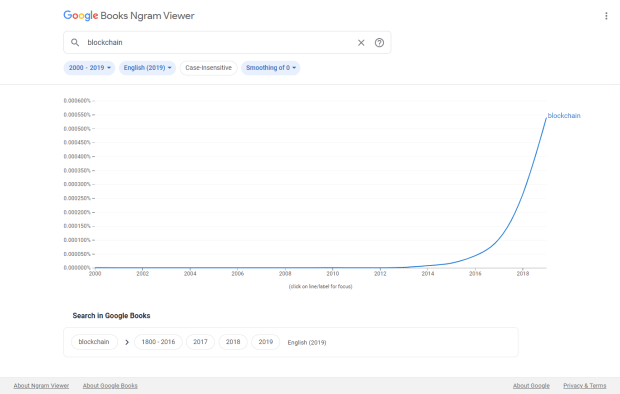 Google Books Ngram Viewer
blockchain
2000 - 2019 English (2019) Case-Insensitive Smoothing of 0
0.000600%
0.000550%
0.000500%
0.000450%
0.000400%
0.000350%
0.000300%
0.000250%
0.000200%
0.000150%
0.000100%
0.000050%
0.000000%
blockchain
2000 2002 2004 2006 2008 2010 2012 2014 2016 2018
(click on line/label for focus)
Search in Google Books
blockchain 1800 - 2016 2017 2018 2019 English (2019)
About Ngram Viewer About Google Books About Google Privacy & Terms